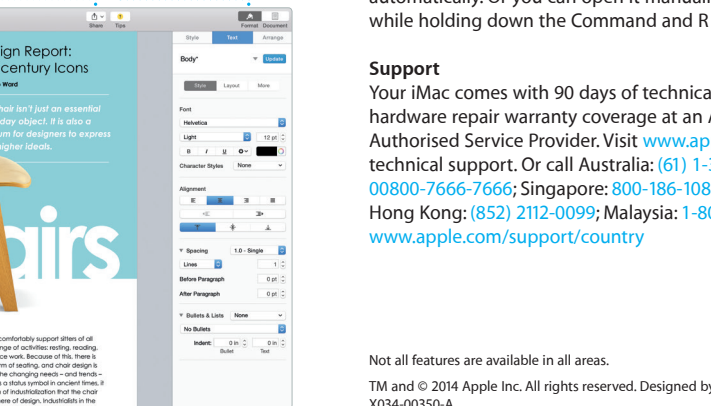 Share Tips Format Document
Style Text Arrange
Body* Update
Style Layout More
Font
Helvetica
Light 12 pt
B I U
Character Styles None
Alignment
Spacing 1.0 - Single
Lines 1
Before Paragraph 0 pt
After Paragraph 0 pt
Bullets & Lists None
No Bullets
Indent: 0 in 0 in
Bullet Text
ign Report:
century Icons
Ward
hair isn't just an essential
day object. It is also a
um for designers to express
higher ideals.
airs
comfortably support sitters of all
nge of activities: resting, reading,
ce work. Because of this, there is
rm of seating, and chair design is
he changing needs – and trends –
s a status symbol in ancient times, it
of industrialization that the chair
here of design. Industrialists in the
while holding down the Command and R
Support
Your iMac comes with 90 days of technica
hardware repair warranty coverage at an A
Authorised Service Provider. Visit www.ap
technical support. Or call Australia: (61) 1-3
00800-7666-7666; Singapore: 800-186-108
Hong Kong: (852) 2112-0099; Malaysia: 1-80
www.apple.com/support/country
Not all features are available in all areas.
TM and © 2014 Apple Inc. All rights reserved. Designed by
X034-00350-A